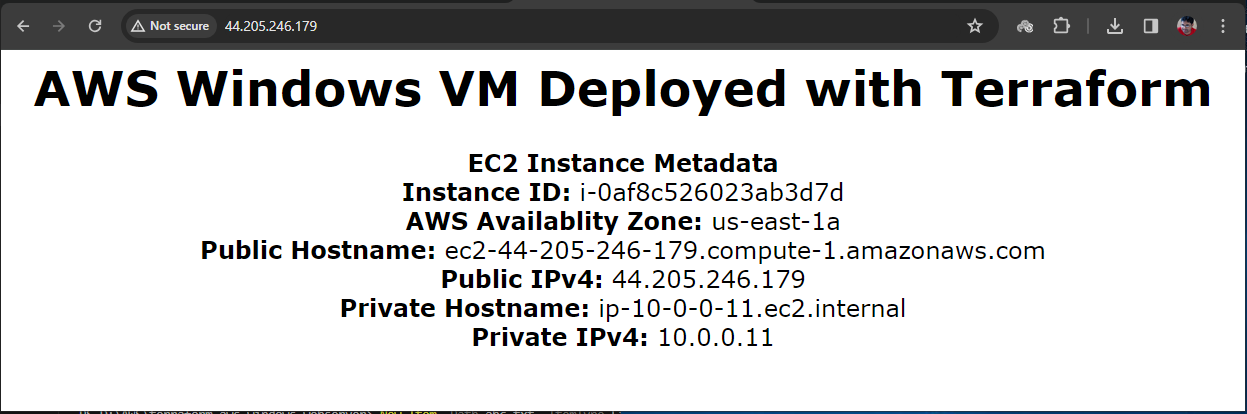 Not secure
44.205.246.179
AWS Windows VM Deployed with Terraform
EC2 Instance Metadata
Instance ID: i-0af8c526023ab3d7d
AWS Availablity Zone: us-east-1a
Public Hostname: ec2-44-205-246-179.compute-1.amazonaws.com
Public IPv4: 44.205.246.179
Private Hostname: ip-10-0-0-11.ec2.internal
Private IPv4: 10.0.0.11